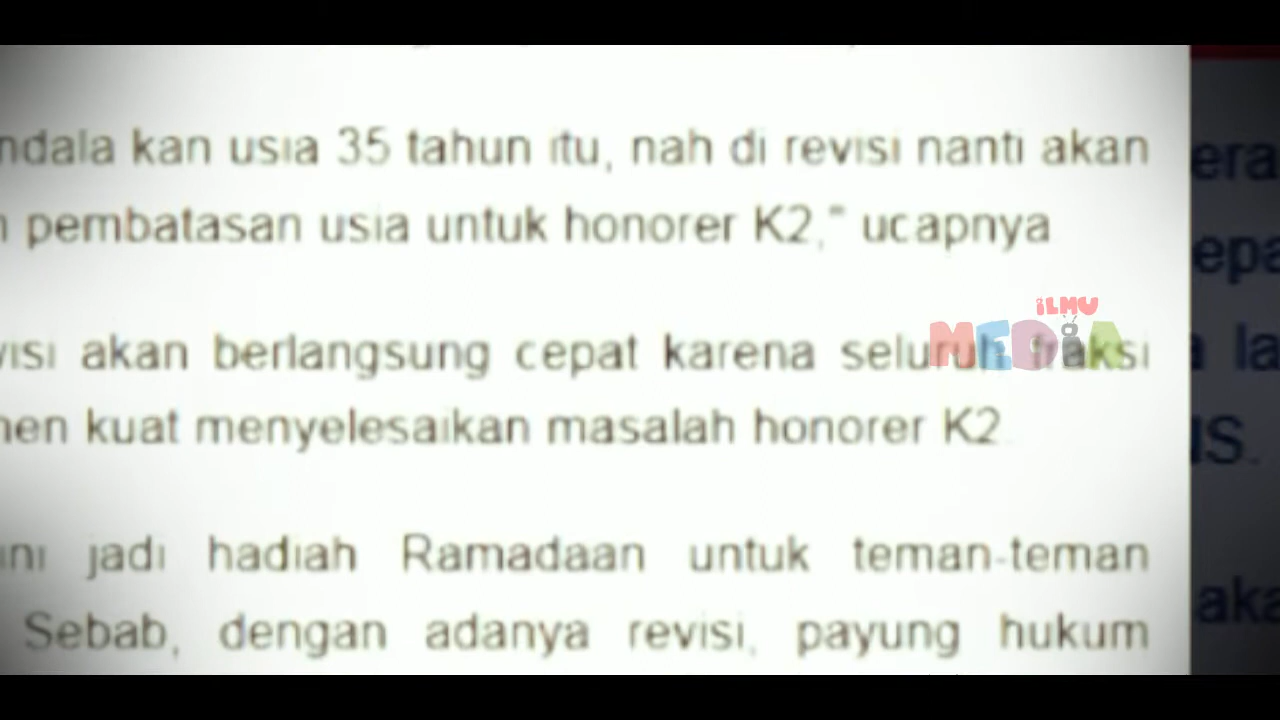 ndala kan usia 35 tahun itu, nah di revisi nanti akan
pembatasan usia untuk honorer K2," ucapnya
ILMU
MEDIA
visi akan berlangsung cepat karena seluruh fraksi
men kuat menyelesaikan masalah honorer K2.
ini jadi hadiah Ramadaan untuk teman-teman
Sebab, dengan adanya revisi, payung hukum